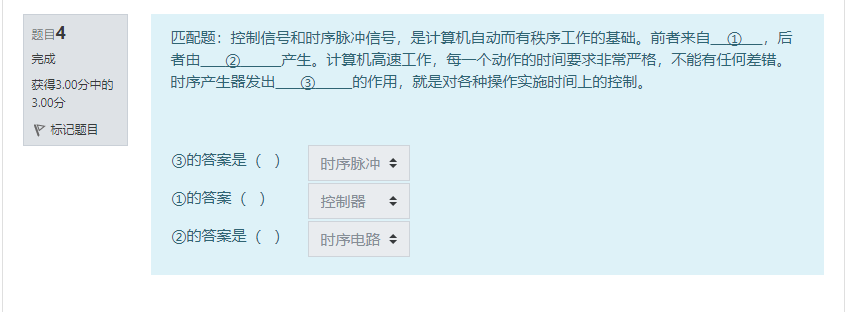 题目4
完成
获得3.00分中的
3.00分
标记题目
匹配题：控制信号和时序脉冲信号，是计算机自动而有秩序工作的基础。前者来自__①___，后
者由____②______产生。计算机高速工作，每一个动作的时间要求非常严格，不能有任何差错。
时序产生器发出___③_____的作用，就是对各种操作实施时间上的控制。
③的答案是（ ） 时序脉冲
①的答案（ ） 控制器
②的答案是（ ） 时序电路